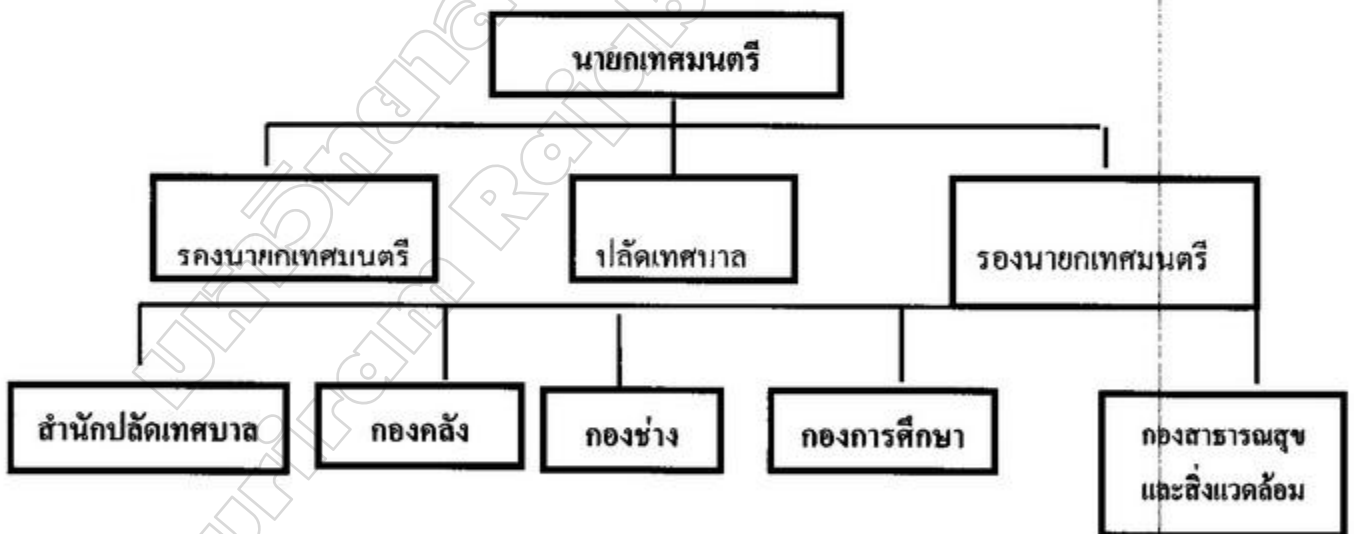 นายกเทศมนตรี
รองนายกเทศมนตรี
ปลัดเทศบาล
รองนายกเทศมนตรี
สำนักปลัดเทศบาล
กองคลัง
กองช่าง
กองการศึกษา
กองสาธารณสุข
และสิ่งแวดล้อม